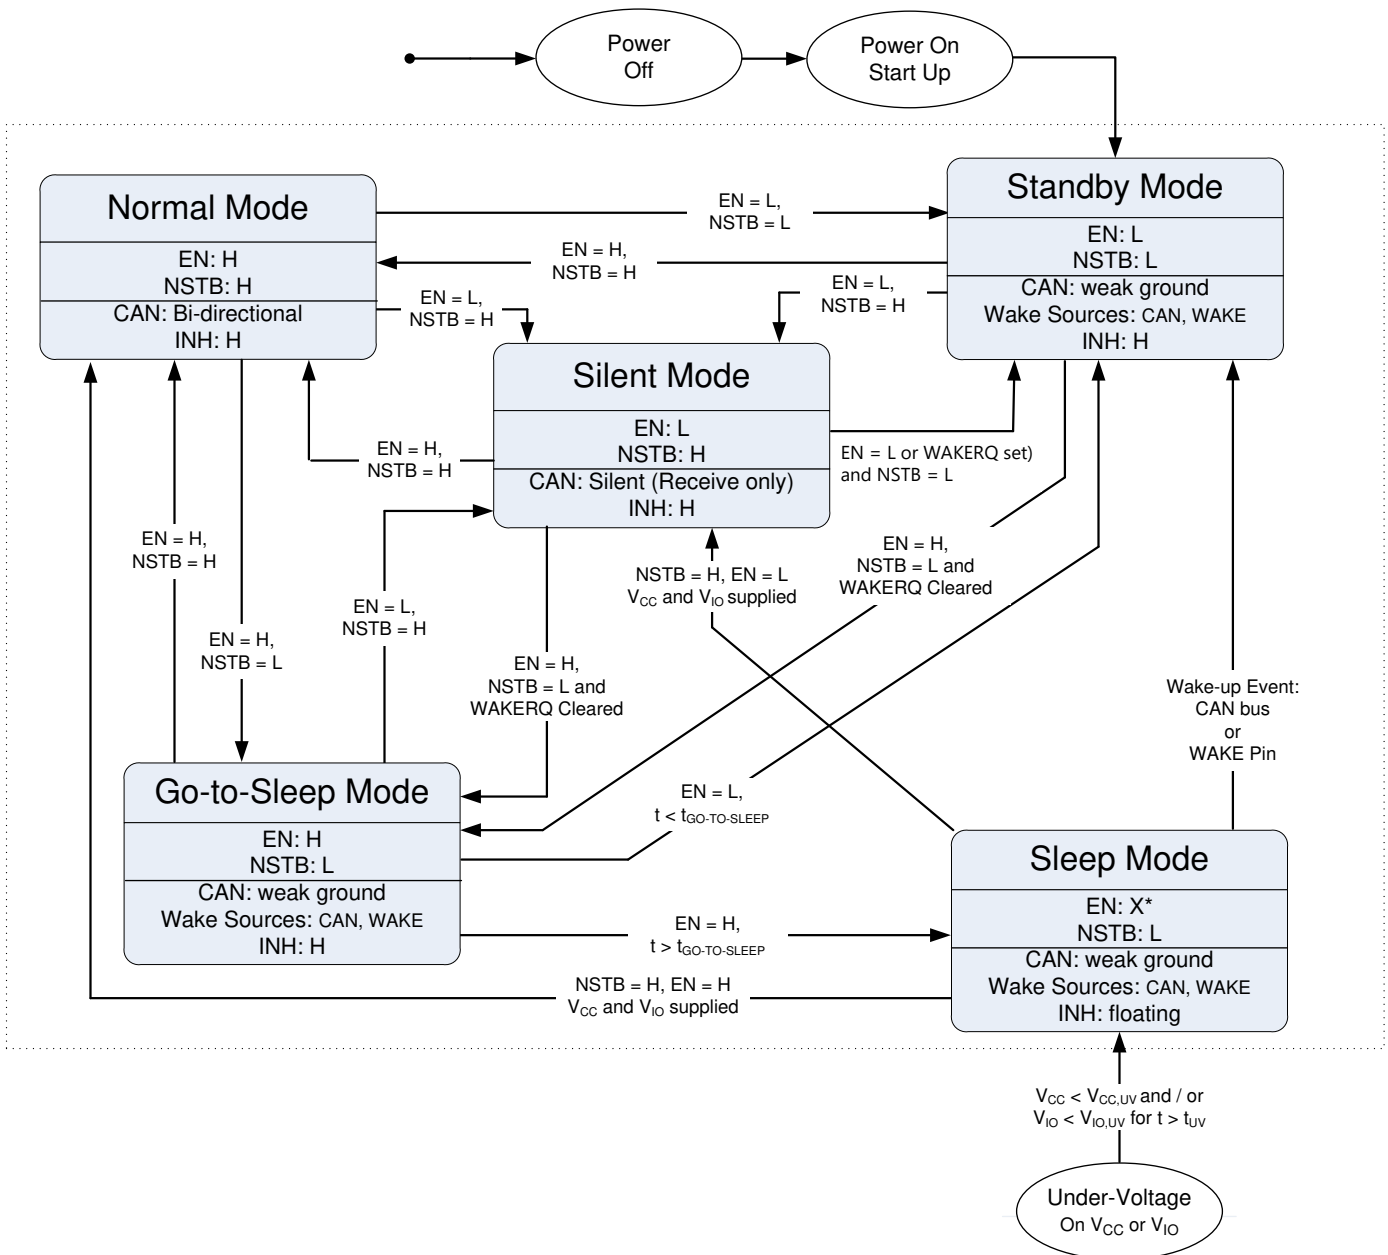 Power
Off
Power On
Start Up
Normal Mode
EN: H
NSTB: H
CAN: Bi-directional
INH: H
Standby Mode
EN: L
NSTB: L
CAN: weak ground
Wake Sources: CAN, WAKE
INH: H
EN = L,
NSTB = L
EN = H,
NSTB = H
EN = L,
NSTB = H
EN = L,
NSTB = H
Silent Mode
EN: L
NSTB: H
CAN: Silent (Receive only)
INH: H
EN = H,
NSTB = H
EN = L or WAKERQ set)
and NSTB = L
EN = H,
NSTB = H
EN = L,
NSTB = H
EN = H,
NSTB = L
NSTB = H, EN = L
VCC and VIO supplied
EN = H,
NSTB = L and
WAKERQ Cleared
EN = H,
NSTB = L and
WAKERQ Cleared
Wake-up Event:
CAN bus
or
WAKE Pin
Go-to-Sleep Mode
EN: H
NSTB: L
CAN: weak ground
Wake Sources: CAN, WAKE
INH: H
EN = L,
t < tGO-TO-SLEEP
EN = H,
t > tGO-TO-SLEEP
NSTB = H, EN = H
VCC and VIO supplied
Sleep Mode
EN: X*
NSTB: L
CAN: weak ground
Wake Sources: CAN, WAKE
INH: floating
VCC < VCC,UV and / or
VIO < VIO,UV for t > tUV
Under-Voltage
On VCC or VIO